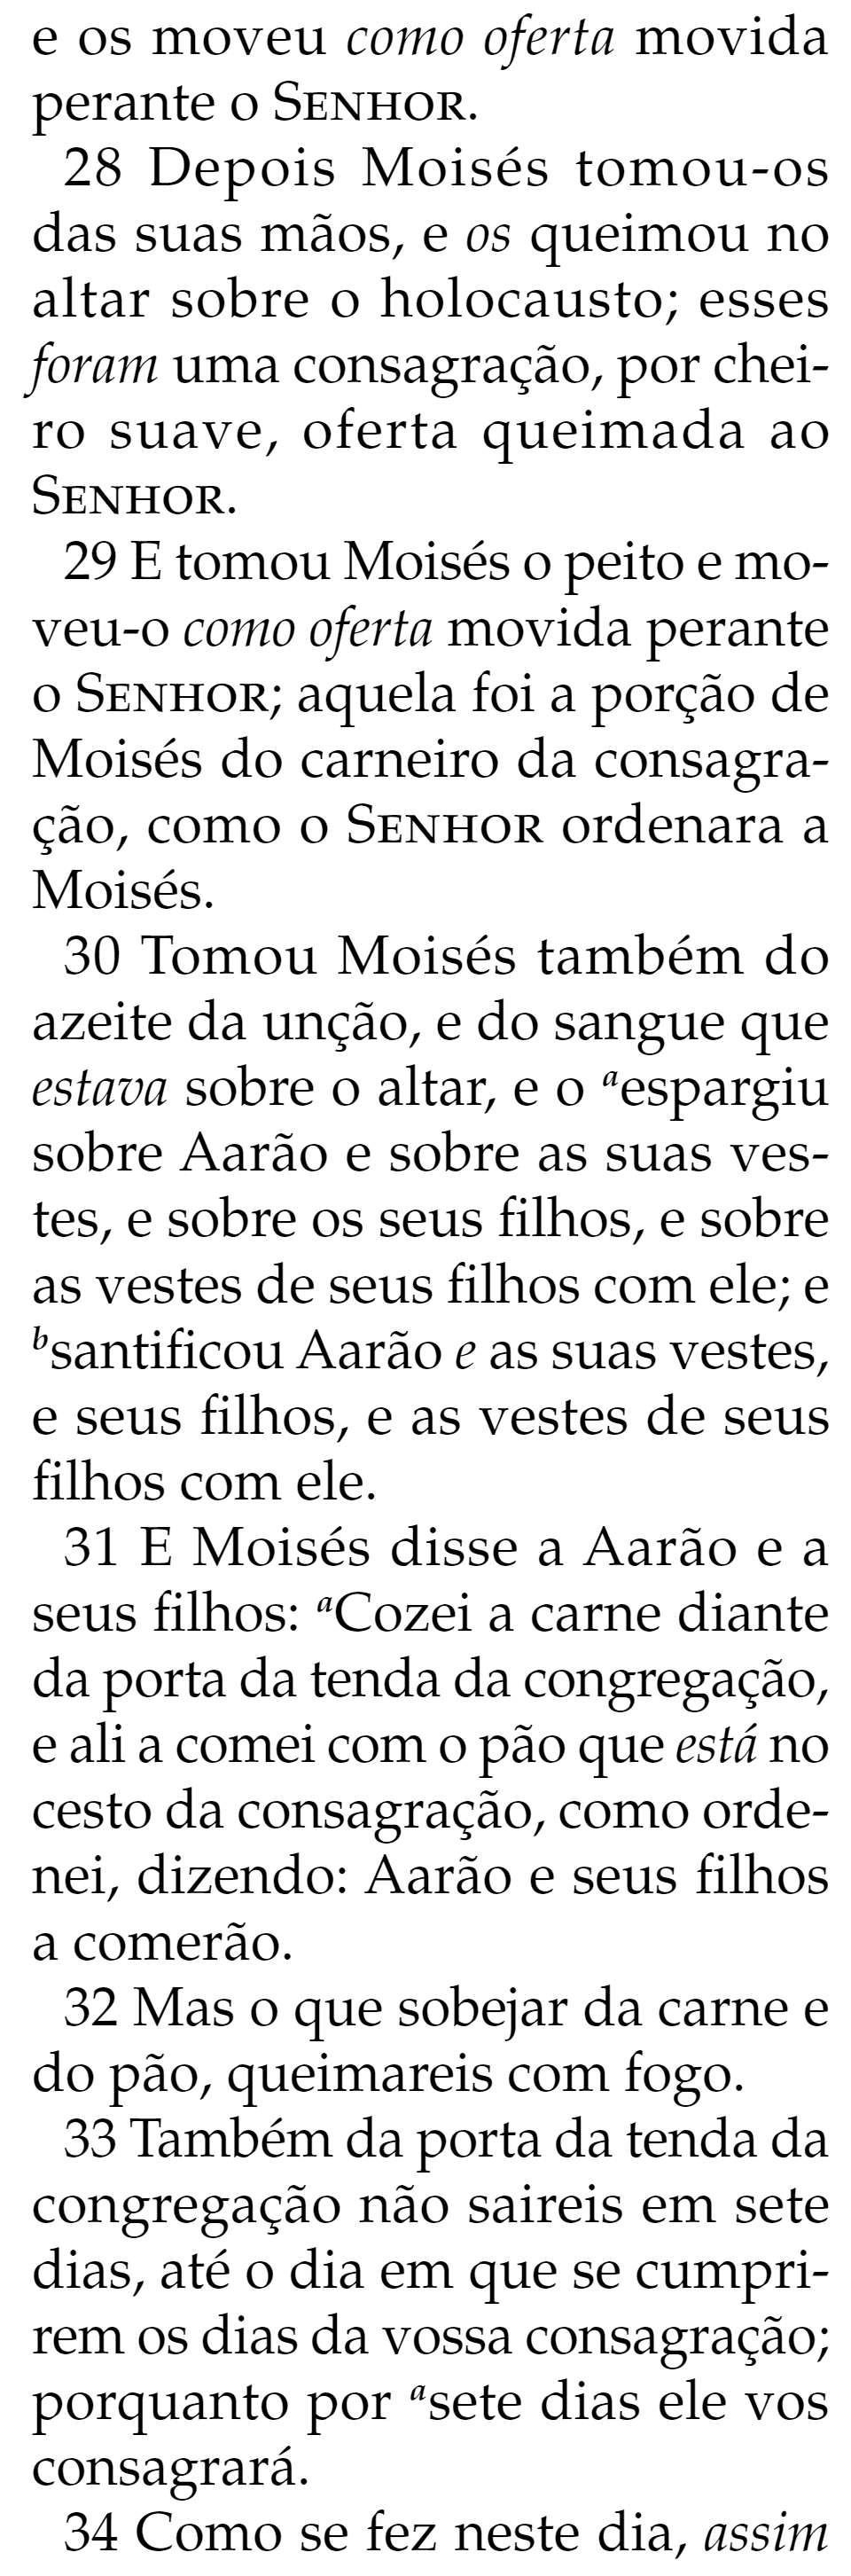 e os moveu como oferta movida
perante o SENHOR.
28 Depois Moisés tomou-os
das suas mãos, e os queimou no
altar sobre o holocausto; esses
foram uma consagração, por chei-
ro suave, oferta queimada ao
SENHOR.
29 E tomou Moisés o peito e mo-
veu-o como oferta movida perante
o SENHOR; aquela foi a porção de
Moisés do carneiro da consagra-
ção, como o SENHOR ordenara a
Moisés.
30 Tomou Moisés também do
azeite da unção, e do sangue que
estava sobre o altar, e o aespargiu
sobre Aarão e sobre as suas ves-
tes, e sobre os seus filhos, e sobre
as vestes de seus filhos com ele; e
bsantificou Aarão e as suas vestes,
e seus filhos, e as vestes de seus
filhos com ele.
31 E Moisés disse a Aarão e a
seus filhos: aCozei a carne diante
da porta da tenda da congregação,
e ali a comei com o pão que está no
cesto da consagração, como orde-
nei, dizendo: Aarão e seus filhos
a comerão.
32 Mas o que sobejar da carne e
do pão, queimareis com fogo.
33 Também da porta da tenda da
congregação não saireis em sete
dias, até o dia em que se cumpri-
rem os dias da vossa consagração;
porquanto por asete dias ele vos
consagrará.
34 Como se fez neste dia, assim